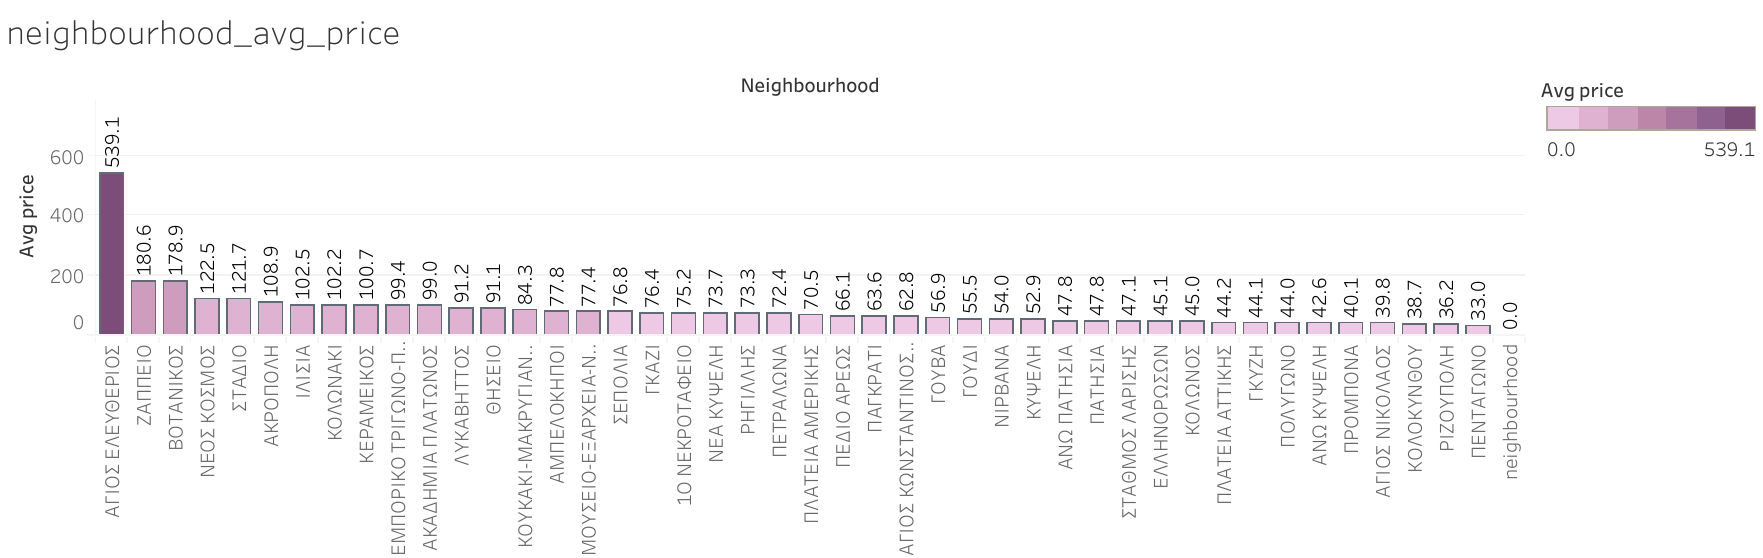 neighbourhood_avg_price
Neighbourhood
Avg price
0.0 539.1
Avg price
600
400
200
0
539.1
180.6
178.9
122.5
121.7
108.9
102.5
102.2
100.7
99.4
99.0
91.2
91.1
84.3
77.8
77.4
76.8
76.4
75.2
73.7
73.3
72.4
70.5
66.1
63.6
62.8
56.9
55.5
54.0
52.9
47.8
47.8
47.1
45.1
45.0
44.2
44.1
44.0
42.6
40.1
39.8
38.7
36.2
33.0
0.0
ΑΓΙΟΣ ΕΛΕΥΘΕΡΙΟΣ
ΖΑΠΠΕΙΟ
ΒΟΤΑΝΙΚΟΣ
ΝΕΟΣ ΚΟΣΜΟΣ
ΣΤΑΔΙΟ
ΑΚΡΟΠΟΛΗ
ΙΛΙΣΙΑ
ΚΟΛΩΝΑΚΙ
ΚΕΡΑΜΕΙΚΟΣ
ΕΜΠΟΡΙΚΟ ΤΡΙΓΩΝΟ-Π..
ΑΚΑΔΗΜΙΑ ΠΛΑΤΩΝΟΣ
ΛΥΚΑΒΗΤΤΟΣ
ΘΗΣΕΙΟ
ΚΟΥΚΑΚΙ-ΜΑΚΡΥΓΙΑΝ..
ΑΜΠΕΛΟΚΗΠΟΙ
ΜΟΥΣΕΙΟ-ΕΞΑΡΧΕΙΑ-Ν..
ΣΕΠΟΛΙΑ
ΓΚΑΖΙ
1Ο ΝΕΚΡΟΤΑΦΕΙΟ
ΝΕΑ ΚΥΨΕΛΗ
ΡΗΓΙΛΛΗΣ
ΠΕΤΡΑΛΩΝΑ
ΠΛΑΤΕΙΑ ΑΜΕΡΙΚΗΣ
ΠΕΔΙΟ ΑΡΕΩΣ
ΠΑΓΚΡΑΤΙ
ΑΓΙΟΣ ΚΩΝΣΤΑΝΤΙΝΟΣ..
ΓΟΥΒΑ
ΓΟΥΔΙ
ΝΙΡΒΑΝΑ
ΚΥΨΕΛΗ
ΑΝΩ ΠΑΤΗΣΙΑ
ΠΑΤΗΣΙΑ
ΣΤΑΘΜΟΣ ΛΑΡΙΣΗΣ
ΕΛΛΗΝΟΡΩΣΩΝ
ΚΟΛΩΝΟΣ
ΠΛΑΤΕΙΑ ΑΤΤΙΚΗΣ
ΓΚΥΖΗ
ΠΟΛΥΓΩΝΟ
ΑΝΩ ΚΥΨΕΛΗ
ΠΡΟΜΠΟΝΑ
ΑΓΙΟΣ ΝΙΚΟΛΑΟΣ
ΚΟΛΟΚΥΝΘΟΥ
ΡΙΖΟΥΠΟΛΗ
ΠΕΝΤΑΓΩΝΟ
neighbourhood